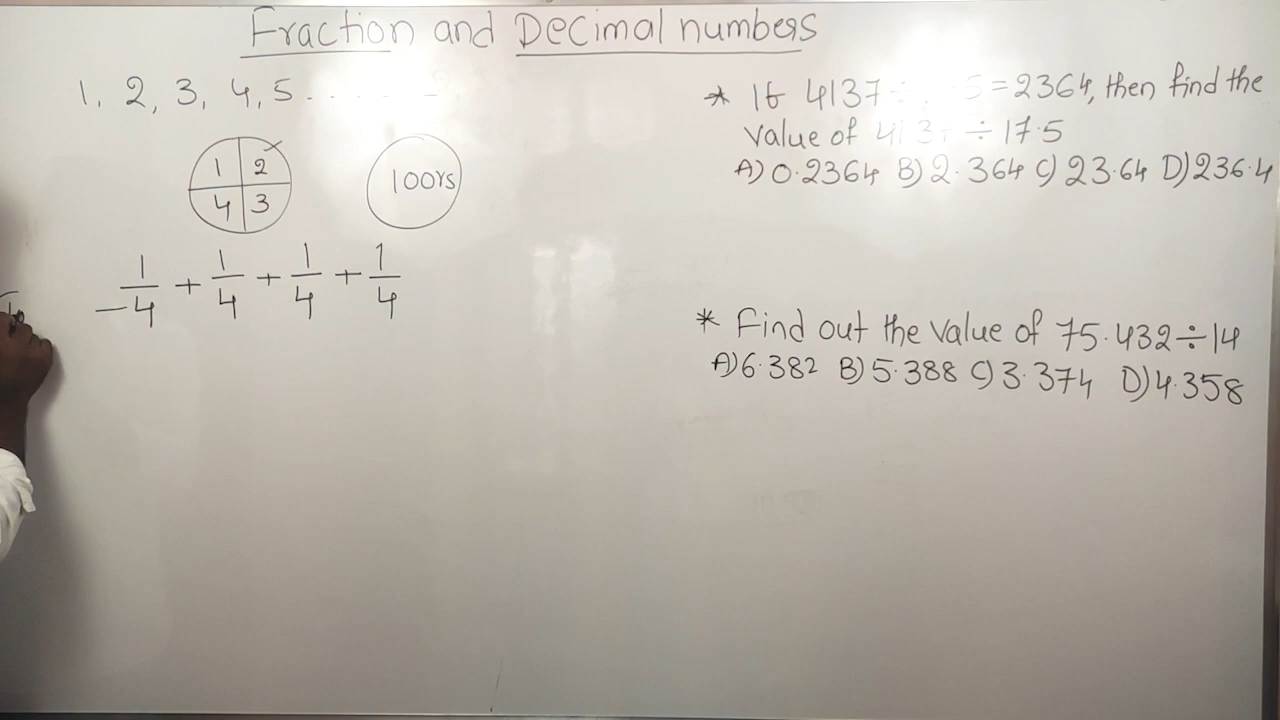 Fraction and Decimal numbers
1, 2, 3, 4, 5 . . . . .
1 2
4 3
100rs
1/4 + 1/4 + 1/4 + 1/4
* If 4137 ÷ 5 = 2364, then find the
value of 413 ÷ 17.5
A) 0.2364 B) 2.364 C) 23.64 D) 236.4
* Find out the value of 75.432 ÷ 14
A) 6.382 B) 5.388 C) 3.374 D) 4.358